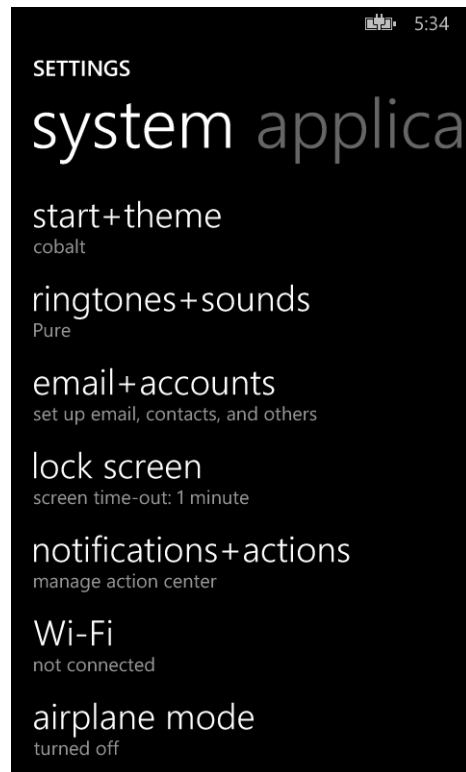 5:34
SETTINGS
system applica
start+theme
cobalt
ringtones+sounds
Pure
email+accounts
set up email, contacts, and others
lock screen
screen time-out: 1 minute
notifications+actions
manage action center
Wi-Fi
not connected
airplane mode
turned off